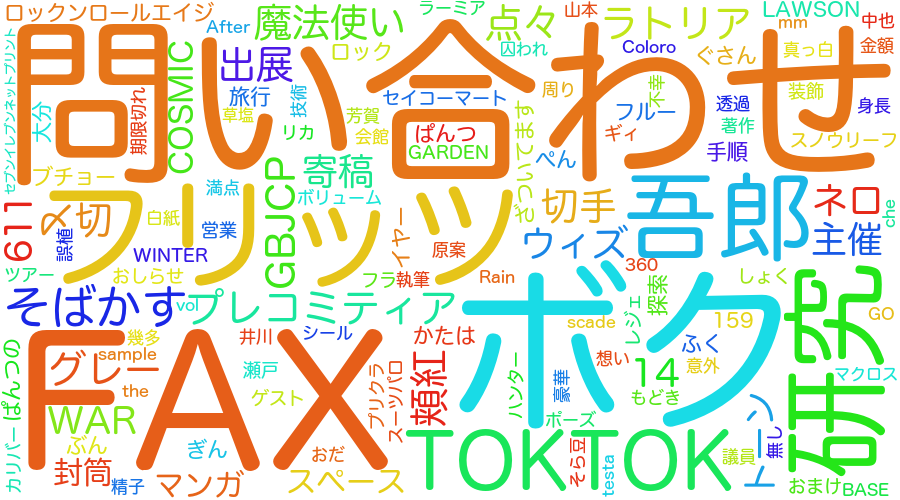 ロックンロールエイジ
After
魔法使い
ラーミア
点々
山本
ラトリア
LAWSON
mm
中也
問い合わせ
出展
COSMIC
ロック
囚われ
Coloro
ぐさん
真っ白
金額
セブンイレブンネットプリント
大分
期限切れ
旅行
技術
セイコーマート
周り
不幸
フルー
透過
装飾
身長
草塩
リカ
芳賀
会館
ぱんつ
GARDEN
ざついてます
ギィ
著作
手順
スノウリーフ
ぺん
ブチョー
満点
GBJCP
寄稿
ボリューム
フリッツ
切手
吾郎
ネロ
che
611
〆切
白紙
誤植
営業
WINTER
イヤー
原案
ウィズ
主催
ツアー
おしらせ
フラ
執筆
Rain
360
しょく
そばかす
vol
プレコミティア
ボク
レジェ
探索
研究
GO
scade
159
FAX
幾多
井川
シール
かたは
想い
ふく
意外
グレー
sample
the
瀬戸
頬紅
ハンター
豪華
14
もどき
マクロス
ぱんつの
WAR
ゲスト
プリクラ
スーツパロ
ポーズ
トーン
無し
ぶん
ぎん
おだ
TOKTOK
そら豆
議員
カリバー
封筒
精子
マンガ
スペース
testa
おまけ
BASE